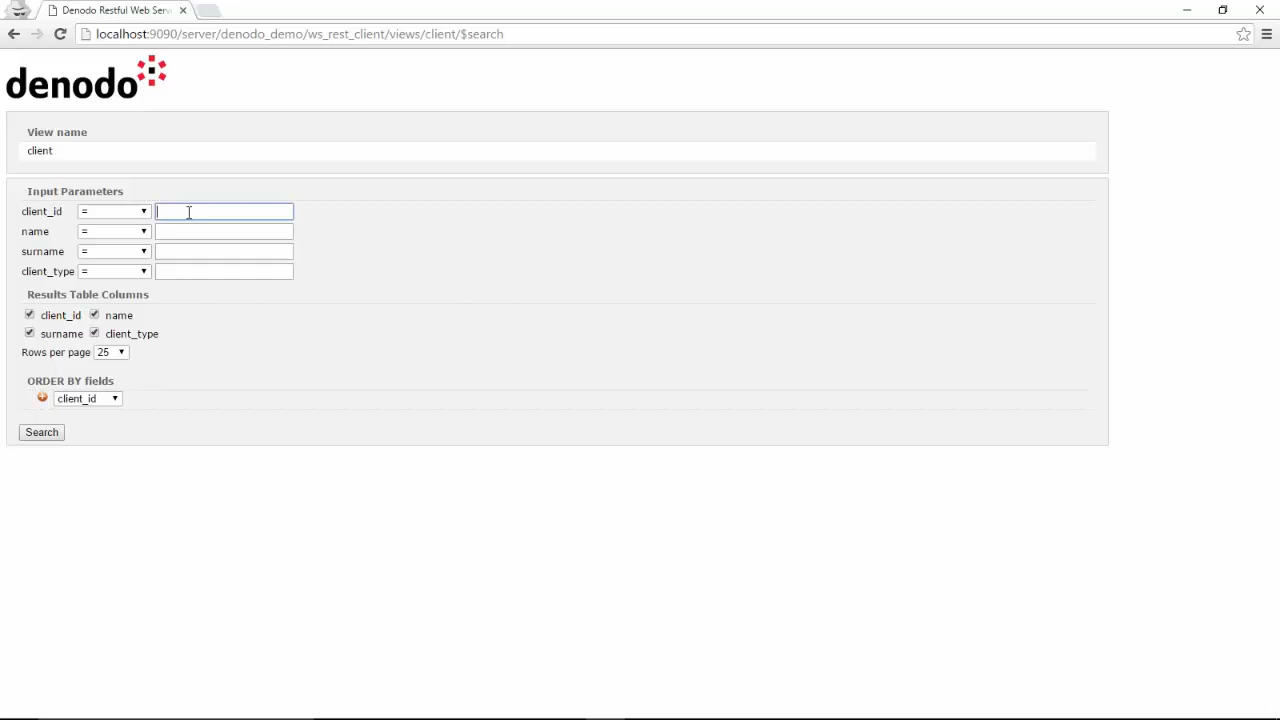 Denodo Restful Web Serv
localhost:9090/server/denodo_demo/ws_rest_client/views/client/$search
denodo
View name
client
Input Parameters
client_id =
name =
surname =
client_type =
Results Table Columns
client_id name
surname client_type
Rows per page 25
ORDER BY fields
client_id
Search